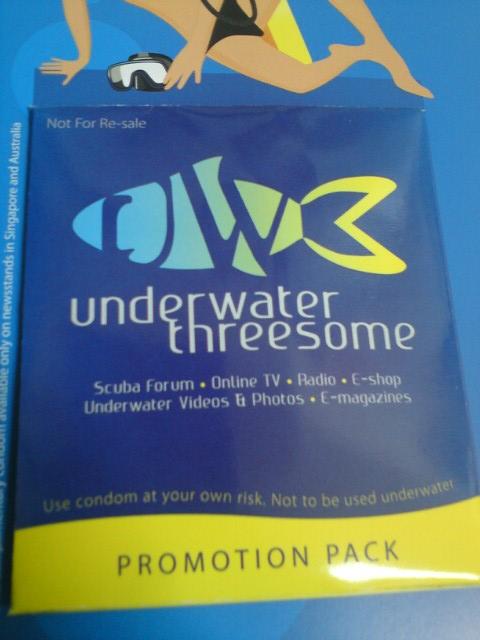 Not For Re-sale
UW3
underwater
threesome
Scuba Forum • Online TV • Radio • E-shop
Underwater Videos & Photos • E-magazines
Use condom at your own risk. Not to be used underwater
PROMOTION PACK
condom available only on newsstands in Singapore and Australia